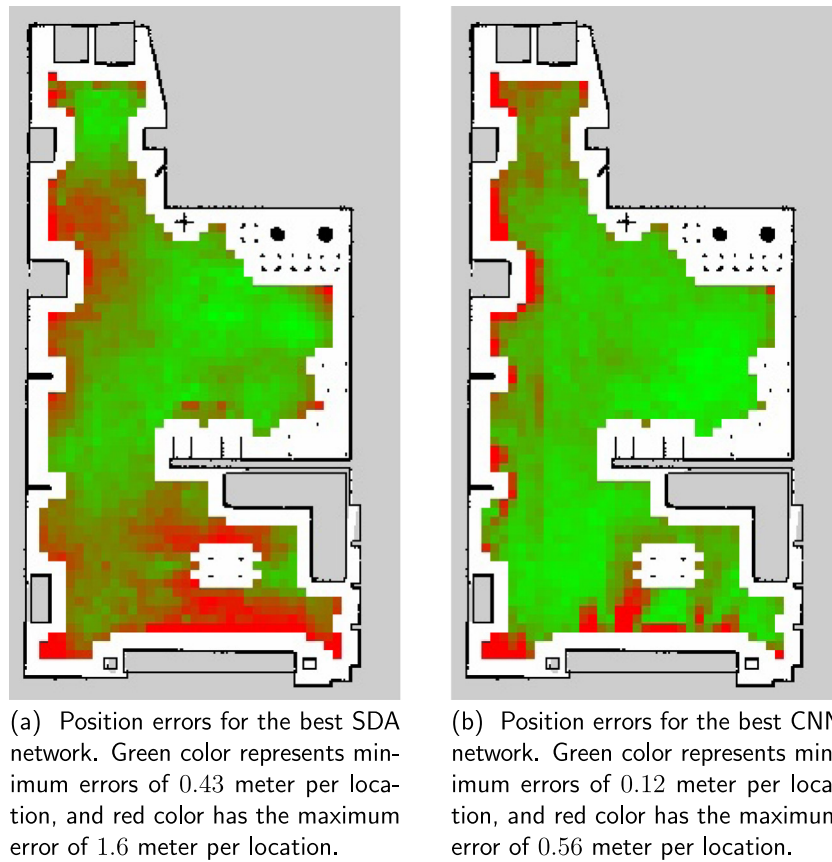 (a) Position errors for the best SDA
network. Green color represents min-
imum errors of 0.43 meter per loca-
tion, and red color has the maximum
error of 1.6 meter per location.
(b) Position errors for the best CNN
network. Green color represents min-
imum errors of 0.12 meter per loca-
tion, and red color has the maximum
error of 0.56 meter per location.